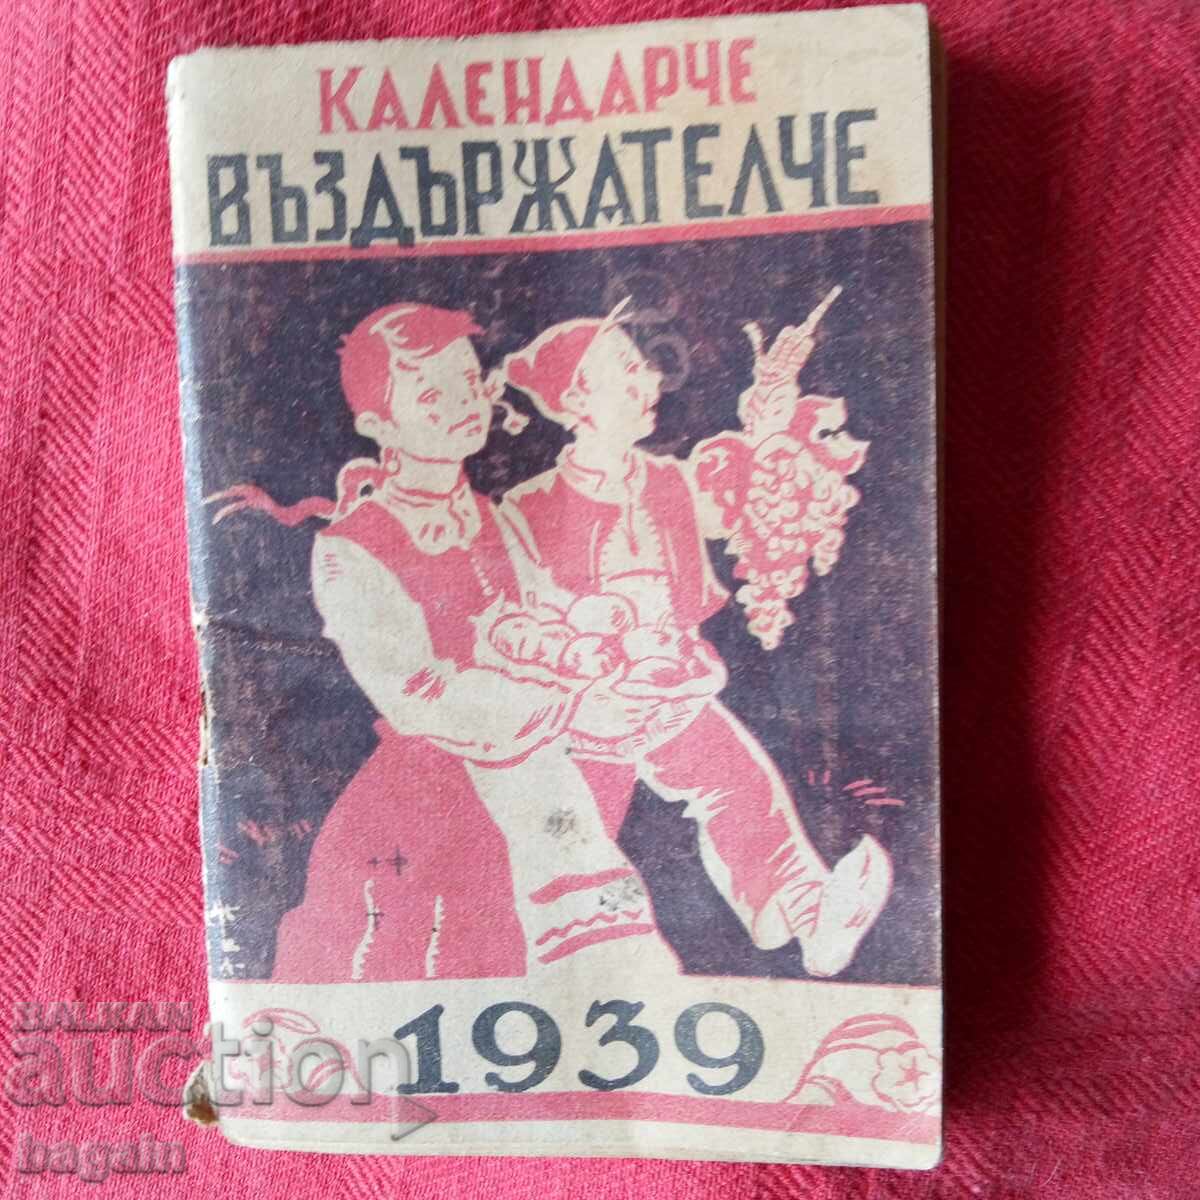 КАЛЕНДАРЧЕ
ВЪЗДЪРЖАТЕЛЧЕ
1939
BALKAN
auction
bagain